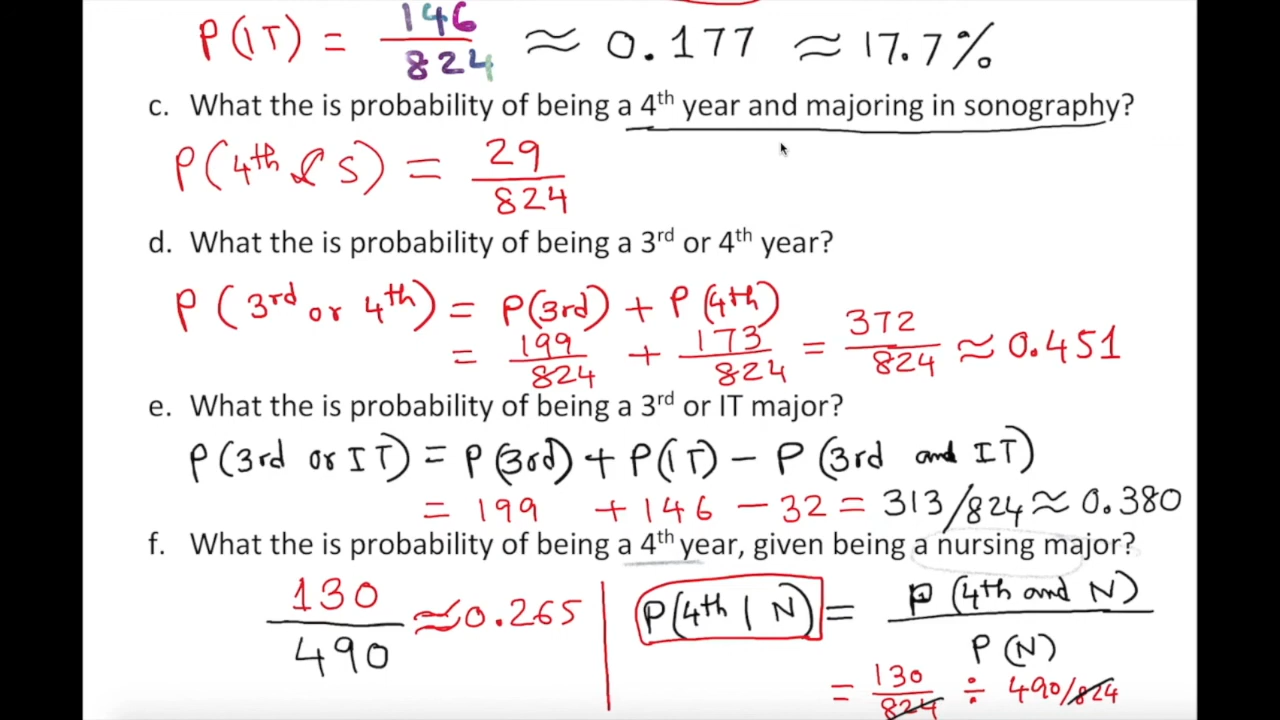 P(IT) = 146/824 ≈ 0.177 ≈ 17.7%
c. What the is probability of being a 4th year and majoring in sonography?
P(4th & S) = 29/824
d. What the is probability of being a 3rd or 4th year?
P(3rd or 4th) = P(3rd) + P(4th)
= 199/824 + 173/824 = 372/824 ≈ 0.451
e. What the is probability of being a 3rd or IT major?
P(3rd or IT) = P(3rd) + P(IT) - P(3rd and IT)
= 199 + 146 - 32 = 313/824 ≈ 0.380
f. What the is probability of being a 4th year, given being a nursing major?
130/490 ≈ 0.265
P(4th | N) = P(4th and N)/P(N)
= 130/824 ÷ 490/824